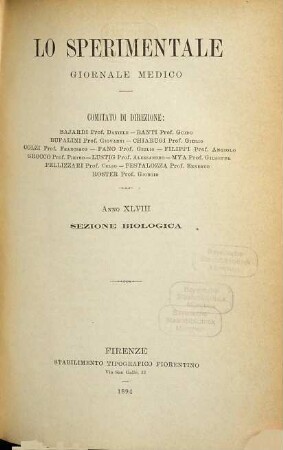 LO SPERIMENTALE
GIORNALE MEDICO
COMITATO DI DIREZIONE:
BAJARDI Prof. Daniele — BANTI Prof. Guido
BUFALINI Prof. Giovanni — CHIARUGI Prof. Giulio
COLZI Prof. Francesco — FANO Prof. Giulio — FILIPPI Prof. Angiolo
GROCCO Prof. Pietro — LUSTIG Prof. Alessandro — MYA Prof. Giuseppe
PELLIZZARI Prof. Celso — PESTALOZZA Prof. Ernesto
ROSTER Prof. Giorgio
ANNO XLVIII
SEZIONE BIOLOGICA
Bayerische
Staatsbibliothek
München
FIRENZE
STABILIMENTO TIPOGRAFICO FIORENTINO
Via San Gallo
1894